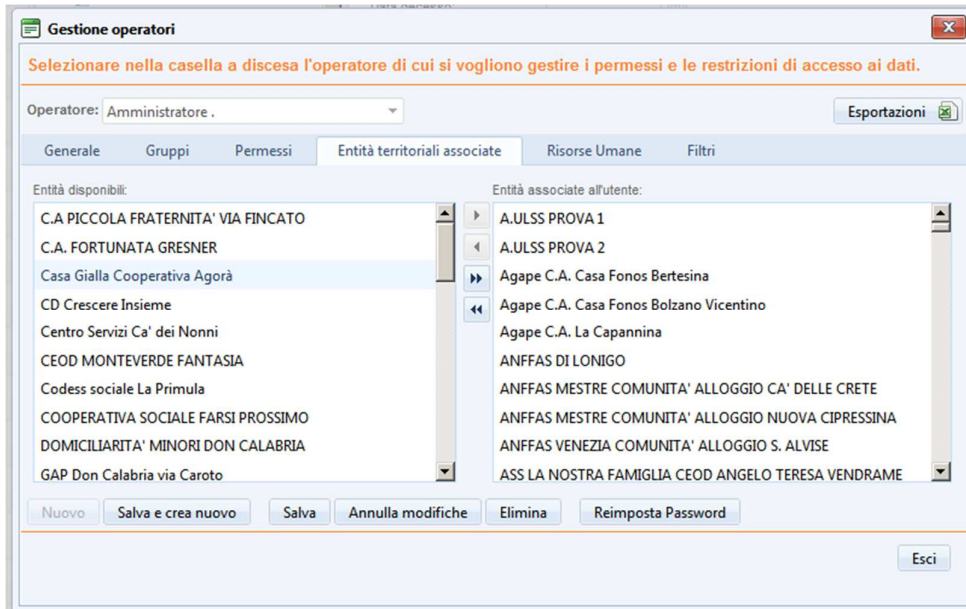 Data decesso:
Gestione operatori
Selezionare nella casella a discesa l'operatore di cui si vogliono gestire i permessi e le restrizioni di accesso ai dati.
Operatore: Amministratore .
Esportazioni
Generale Gruppi Permessi Entità territoriali associate Risorse Umane Filtri
Entità disponibili:
C.A PICCOLA FRATERNITA' VIA FINCATO
C.A. FORTUNATA GRESNER
Casa Gialla Cooperativa Agorà
CD Crescere Insieme
Centro Servizi Ca' dei Nonni
CEOD MONTEVERDE FANTASIA
Codess sociale La Primula
COOPERATIVA SOCIALE FARSI PROSSIMO
DOMICILIARITA' MINORI DON CALABRIA
GAP Don Calabria via Caroto
Entità associate all'utente:
A.ULSS PROVA 1
A.ULSS PROVA 2
Agape C.A. Casa Fonos Bertesina
Agape C.A. Casa Fonos Bolzano Vicentino
Agape C.A. La Capannina
ANFFAS DI LONIGO
ANFFAS MESTRE COMUNITA' ALLOGGIO CA' DELLE CRETE
ANFFAS MESTRE COMUNITA' ALLOGGIO NUOVA CIPRESSINA
ANFFAS VENEZIA COMUNITA' ALLOGGIO S. ALVISE
ASS LA NOSTRA FAMIGLIA CEOD ANGELO TERESA VENDRAME
Nuovo Salva e crea nuovo Salva Annulla modifiche Elimina Reimposta Password
Esci